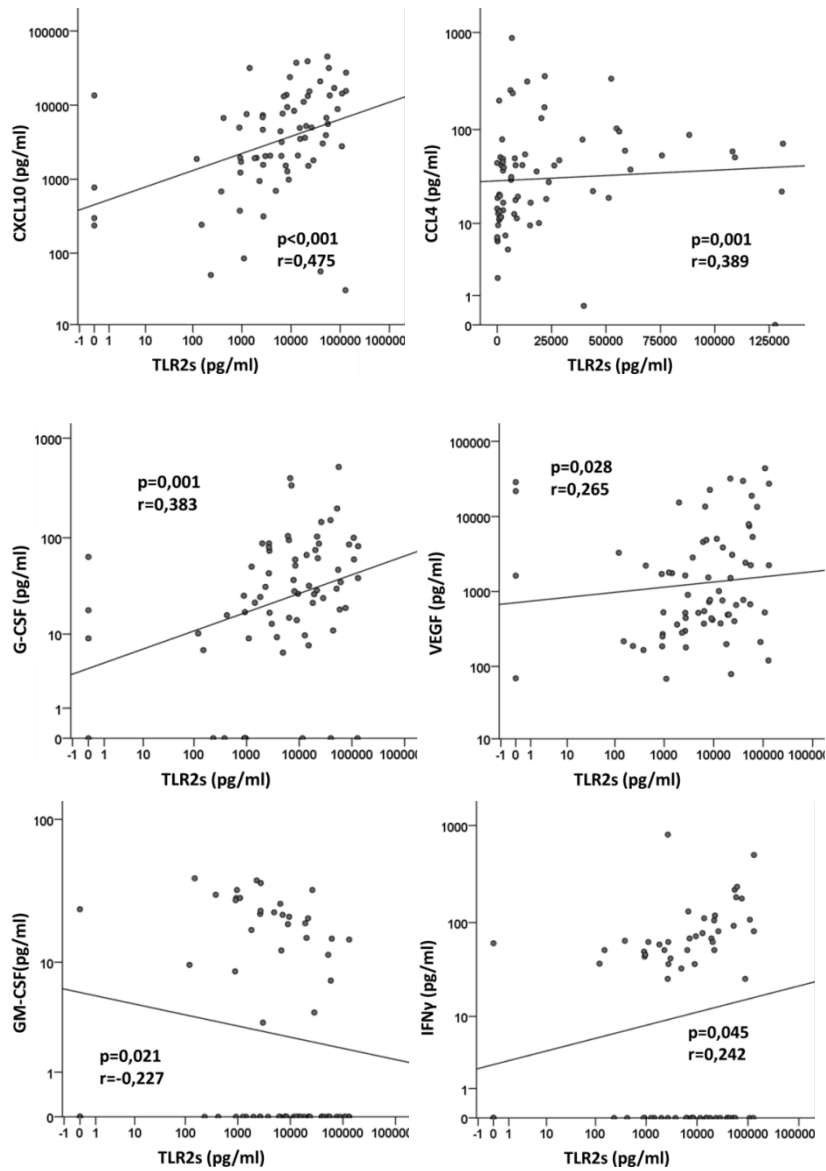 100000
10000
1000
100
10
CXCL10 (pg/ml)
p<0,001
r=0,475
-1 0 1 10 100 1000 10000 100000
TLR2s (pg/ml)
1000
100
10
1
0
CCL4 (pg/ml)
p=0,001
r=0,389
0 25000 50000 75000 100000 125000
TLR2s (pg/ml)
1000
100
10
1
0
G-CSF (pg/ml)
p=0,001
r=0,383
-1 0 1 10 100 1000 10000 100000
TLR2s (pg/ml)
100000
10000
1000
100
10
VEGF (pg/ml)
p=0,028
r=0,265
-1 0 1 10 100 1000 10000 100000
TLR2s (pg/ml)
100
10
1
0
GM-CSF(pg/ml)
p=0,021
r=-0,227
-1 0 1 10 100 1000 10000 100000
TLR2s (pg/ml)
1000
100
10
1
0
IFNγ (pg/ml)
p=0,045
r=0,242
-1 0 1 10 100 1000 10000 100000
TLR2s (pg/ml)